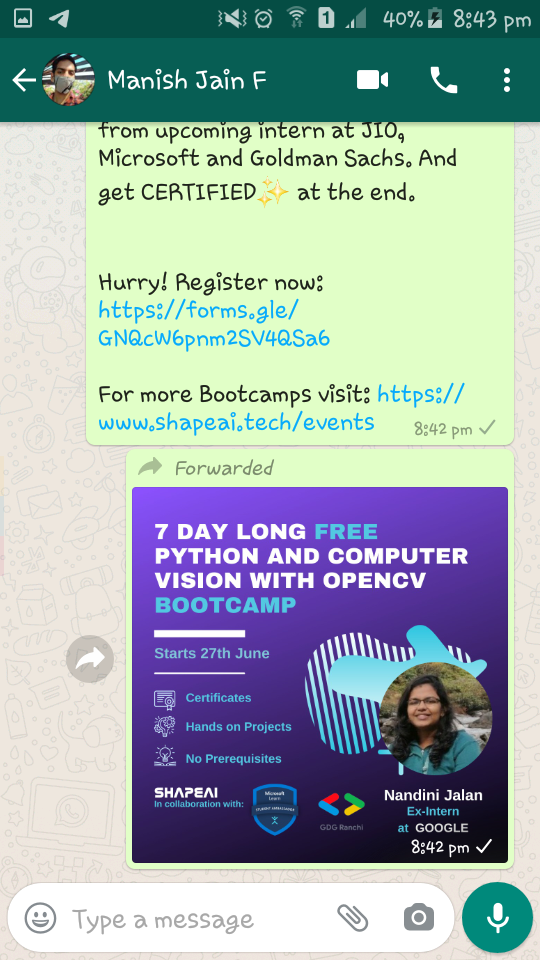 1 40% 8:43 pm
Manish Jain F
from upcoming intern at JIO,
Microsoft and Goldman Sachs. And
get CERTIFIED✨ at the end.
Hurry! Register now:
https://forms.gle/
GNQcW6pnm2SV4QSa6
For more Bootcamps visit: https://
www.shapeai.tech/events 8:42 pm
Forwarded
7 DAY LONG FREE
PYTHON AND COMPUTER
VISION WITH OPENCV
BOOTCAMP
Starts 27th June
Certificates
Hands on Projects
No Prerequisites
SHAPEAI
In collaboration with:
Microsoft
Learn
STUDENT AMBASSADOR
GDG Ranchi
Nandini Jalan
Ex-Intern
at GOOGLE
8:42 pm
Type a message